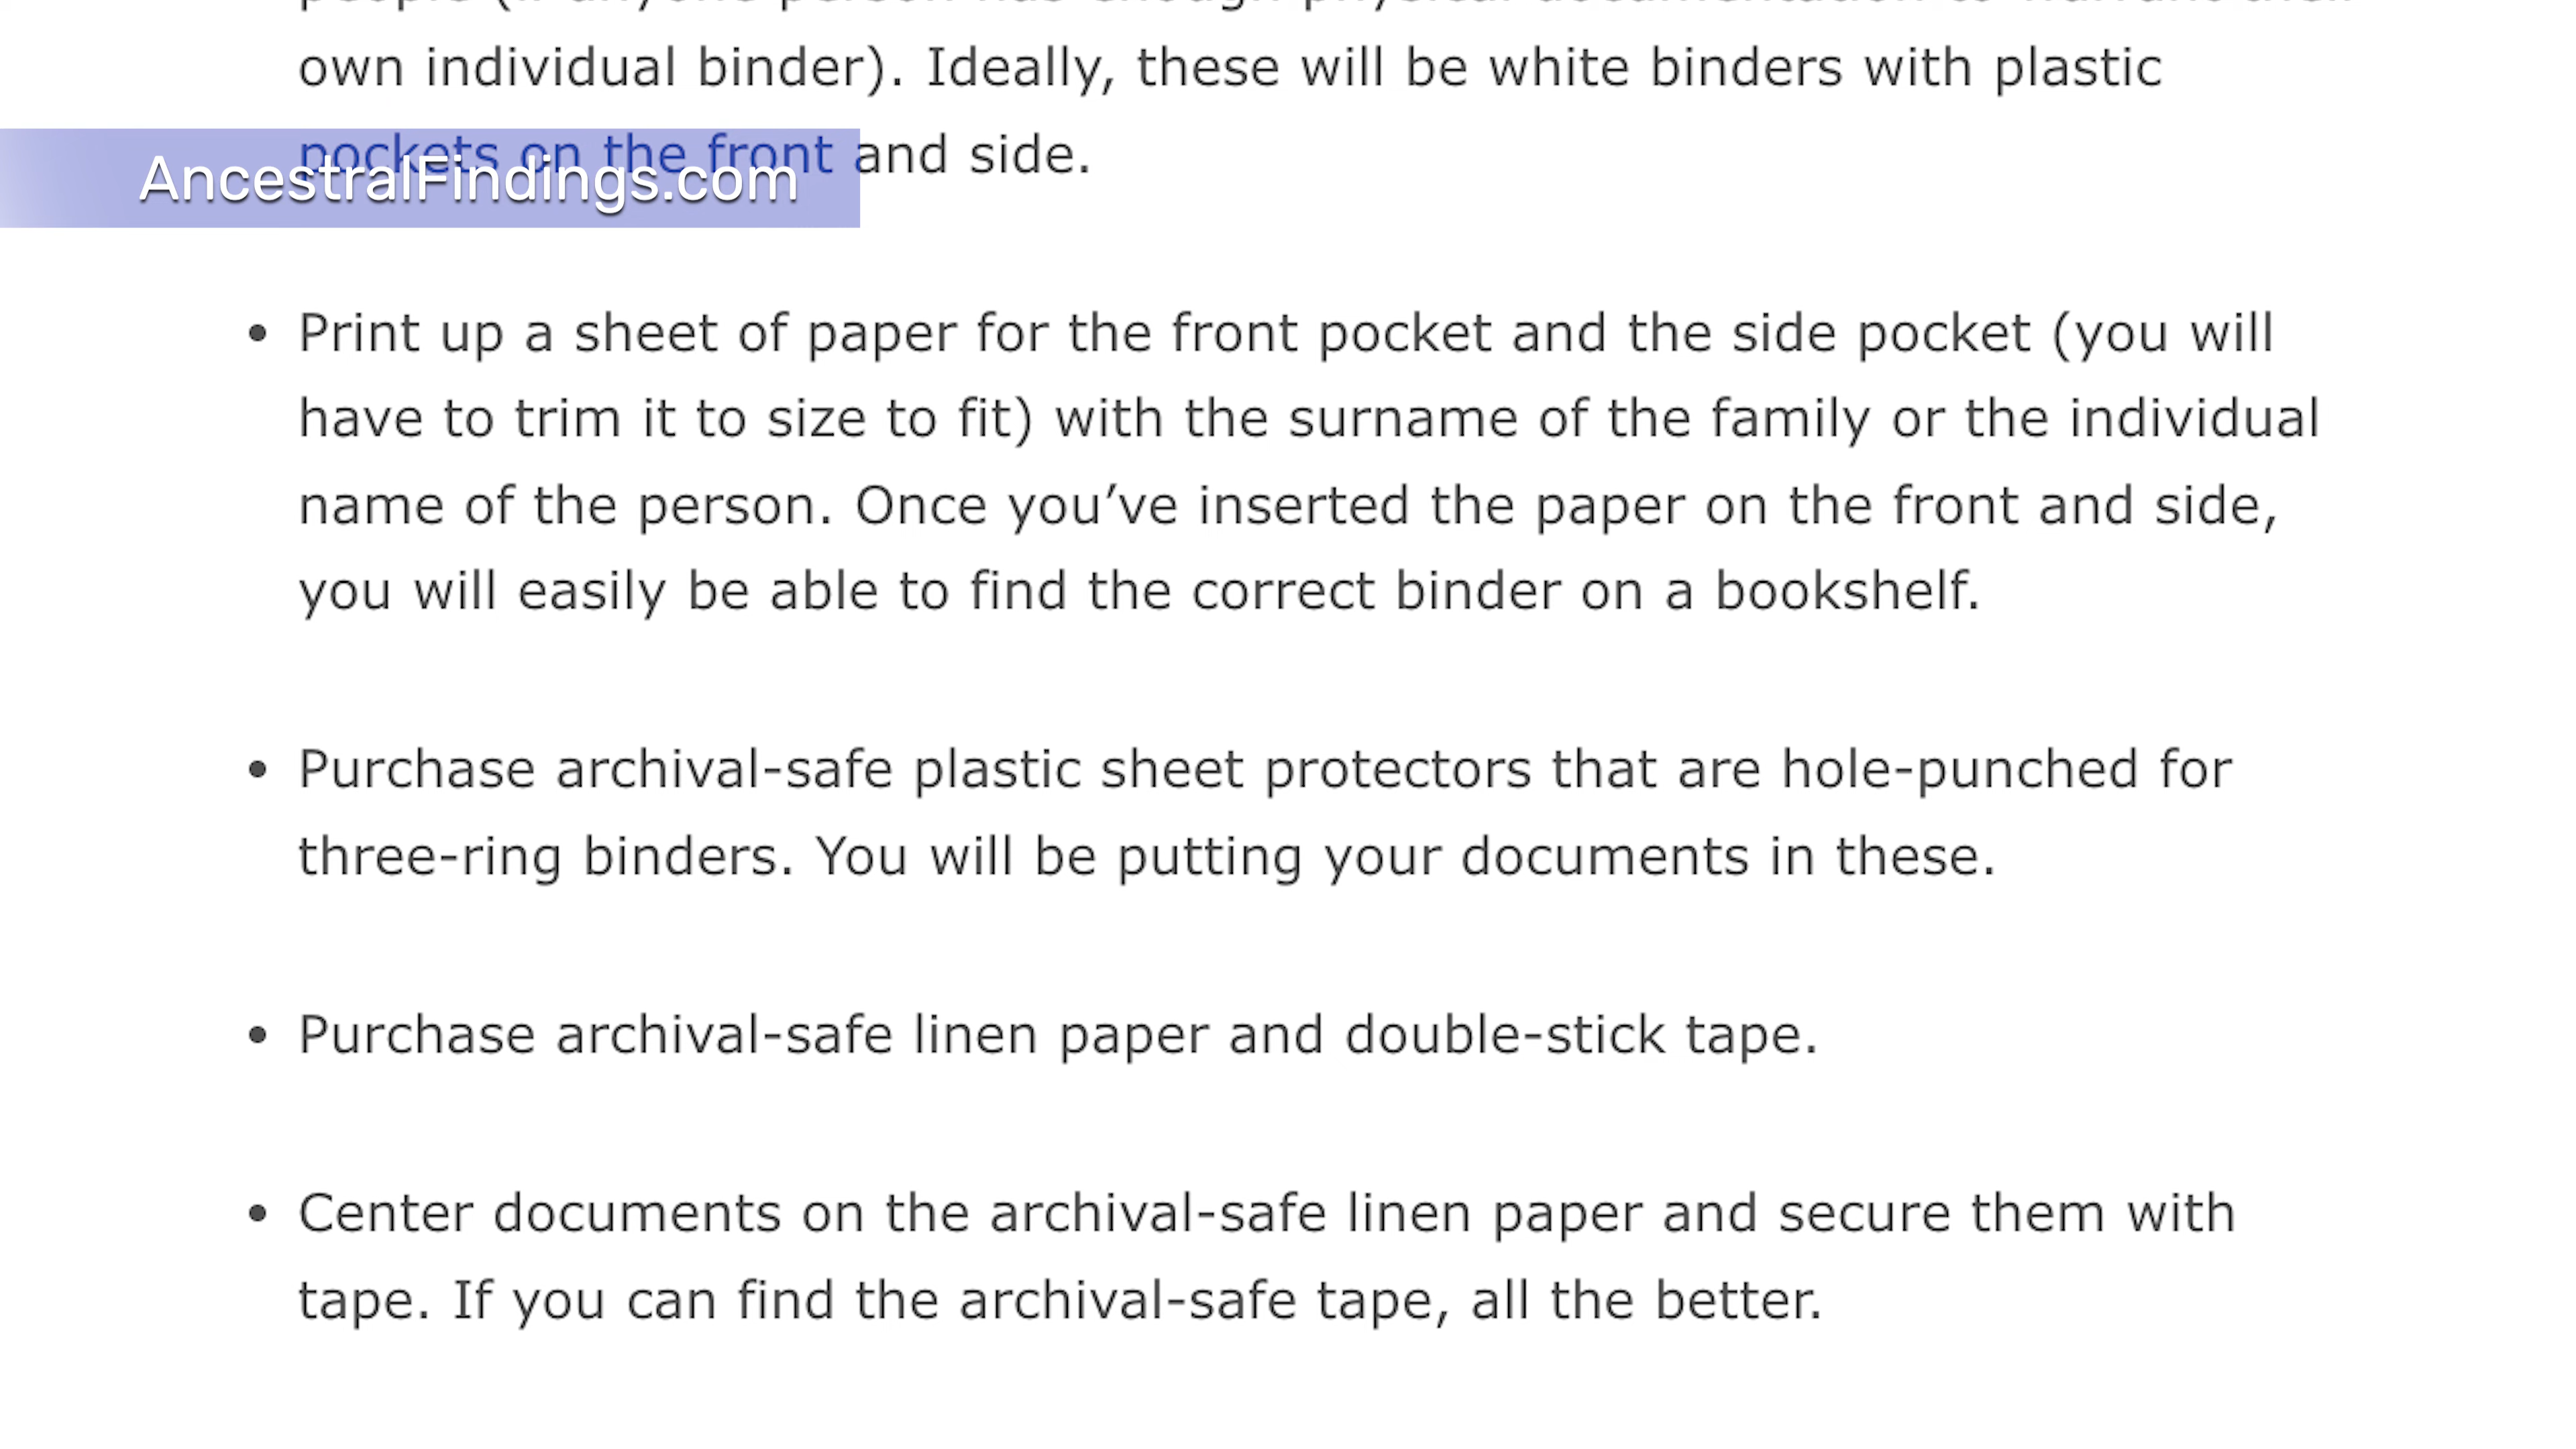 own individual binder). Ideally, these will be white binders with plastic
pockets on the front and side.
AncestralFindings.com
• Print up a sheet of paper for the front pocket and the side pocket (you will
have to trim it to size to fit) with the surname of the family or the individual
name of the person. Once you’ve inserted the paper on the front and side,
you will easily be able to find the correct binder on a bookshelf.
• Purchase archival-safe plastic sheet protectors that are hole-punched for
three-ring binders. You will be putting your documents in these.
• Purchase archival-safe linen paper and double-stick tape.
• Center documents on the archival-safe linen paper and secure them with
tape. If you can find the archival-safe tape, all the better.